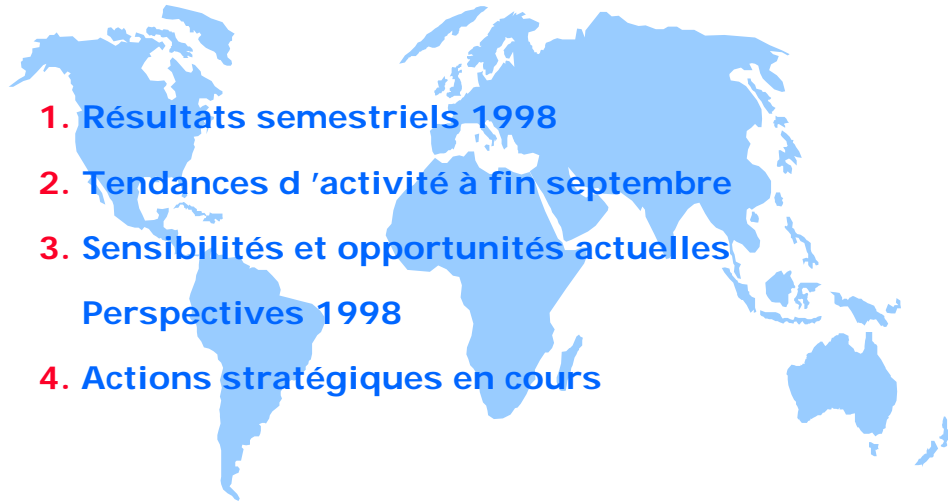 1. Résultats semestriels 1998
2. Tendances d ’activité à fin septembre
3. Sensibilités et opportunités actuelles
Perspectives 1998
4. Actions stratégiques en cours